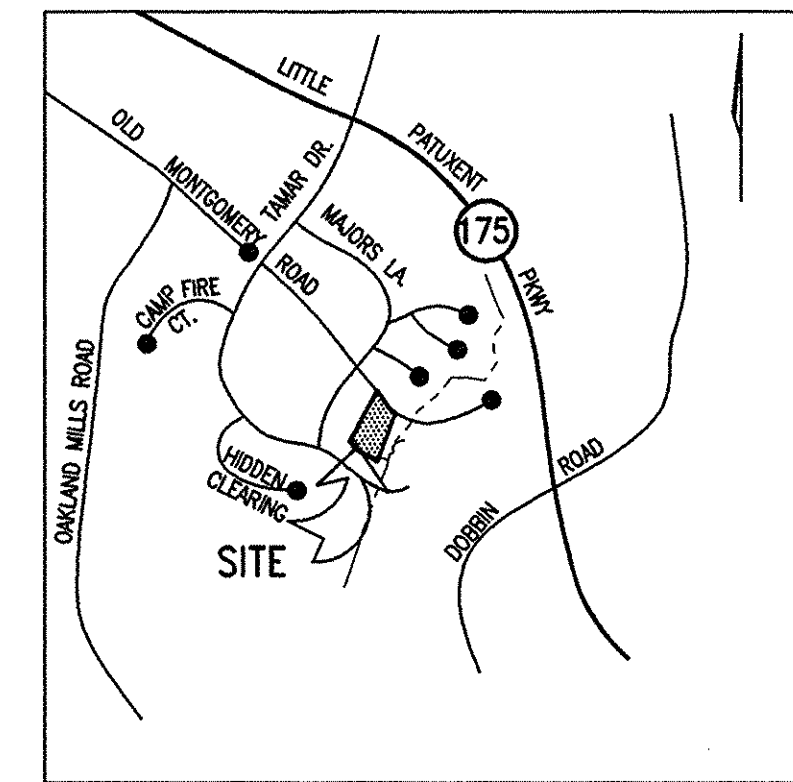 LITTLE
PATUXENT
PKWY
175
OLD
MONTGOMERY
ROAD
TAMAR DR.
MAJORS LA.
CAMP FIRE
CT.
OAKLAND MILLS ROAD
HIDDEN
CLEARING
SITE
DOBBIN
ROAD